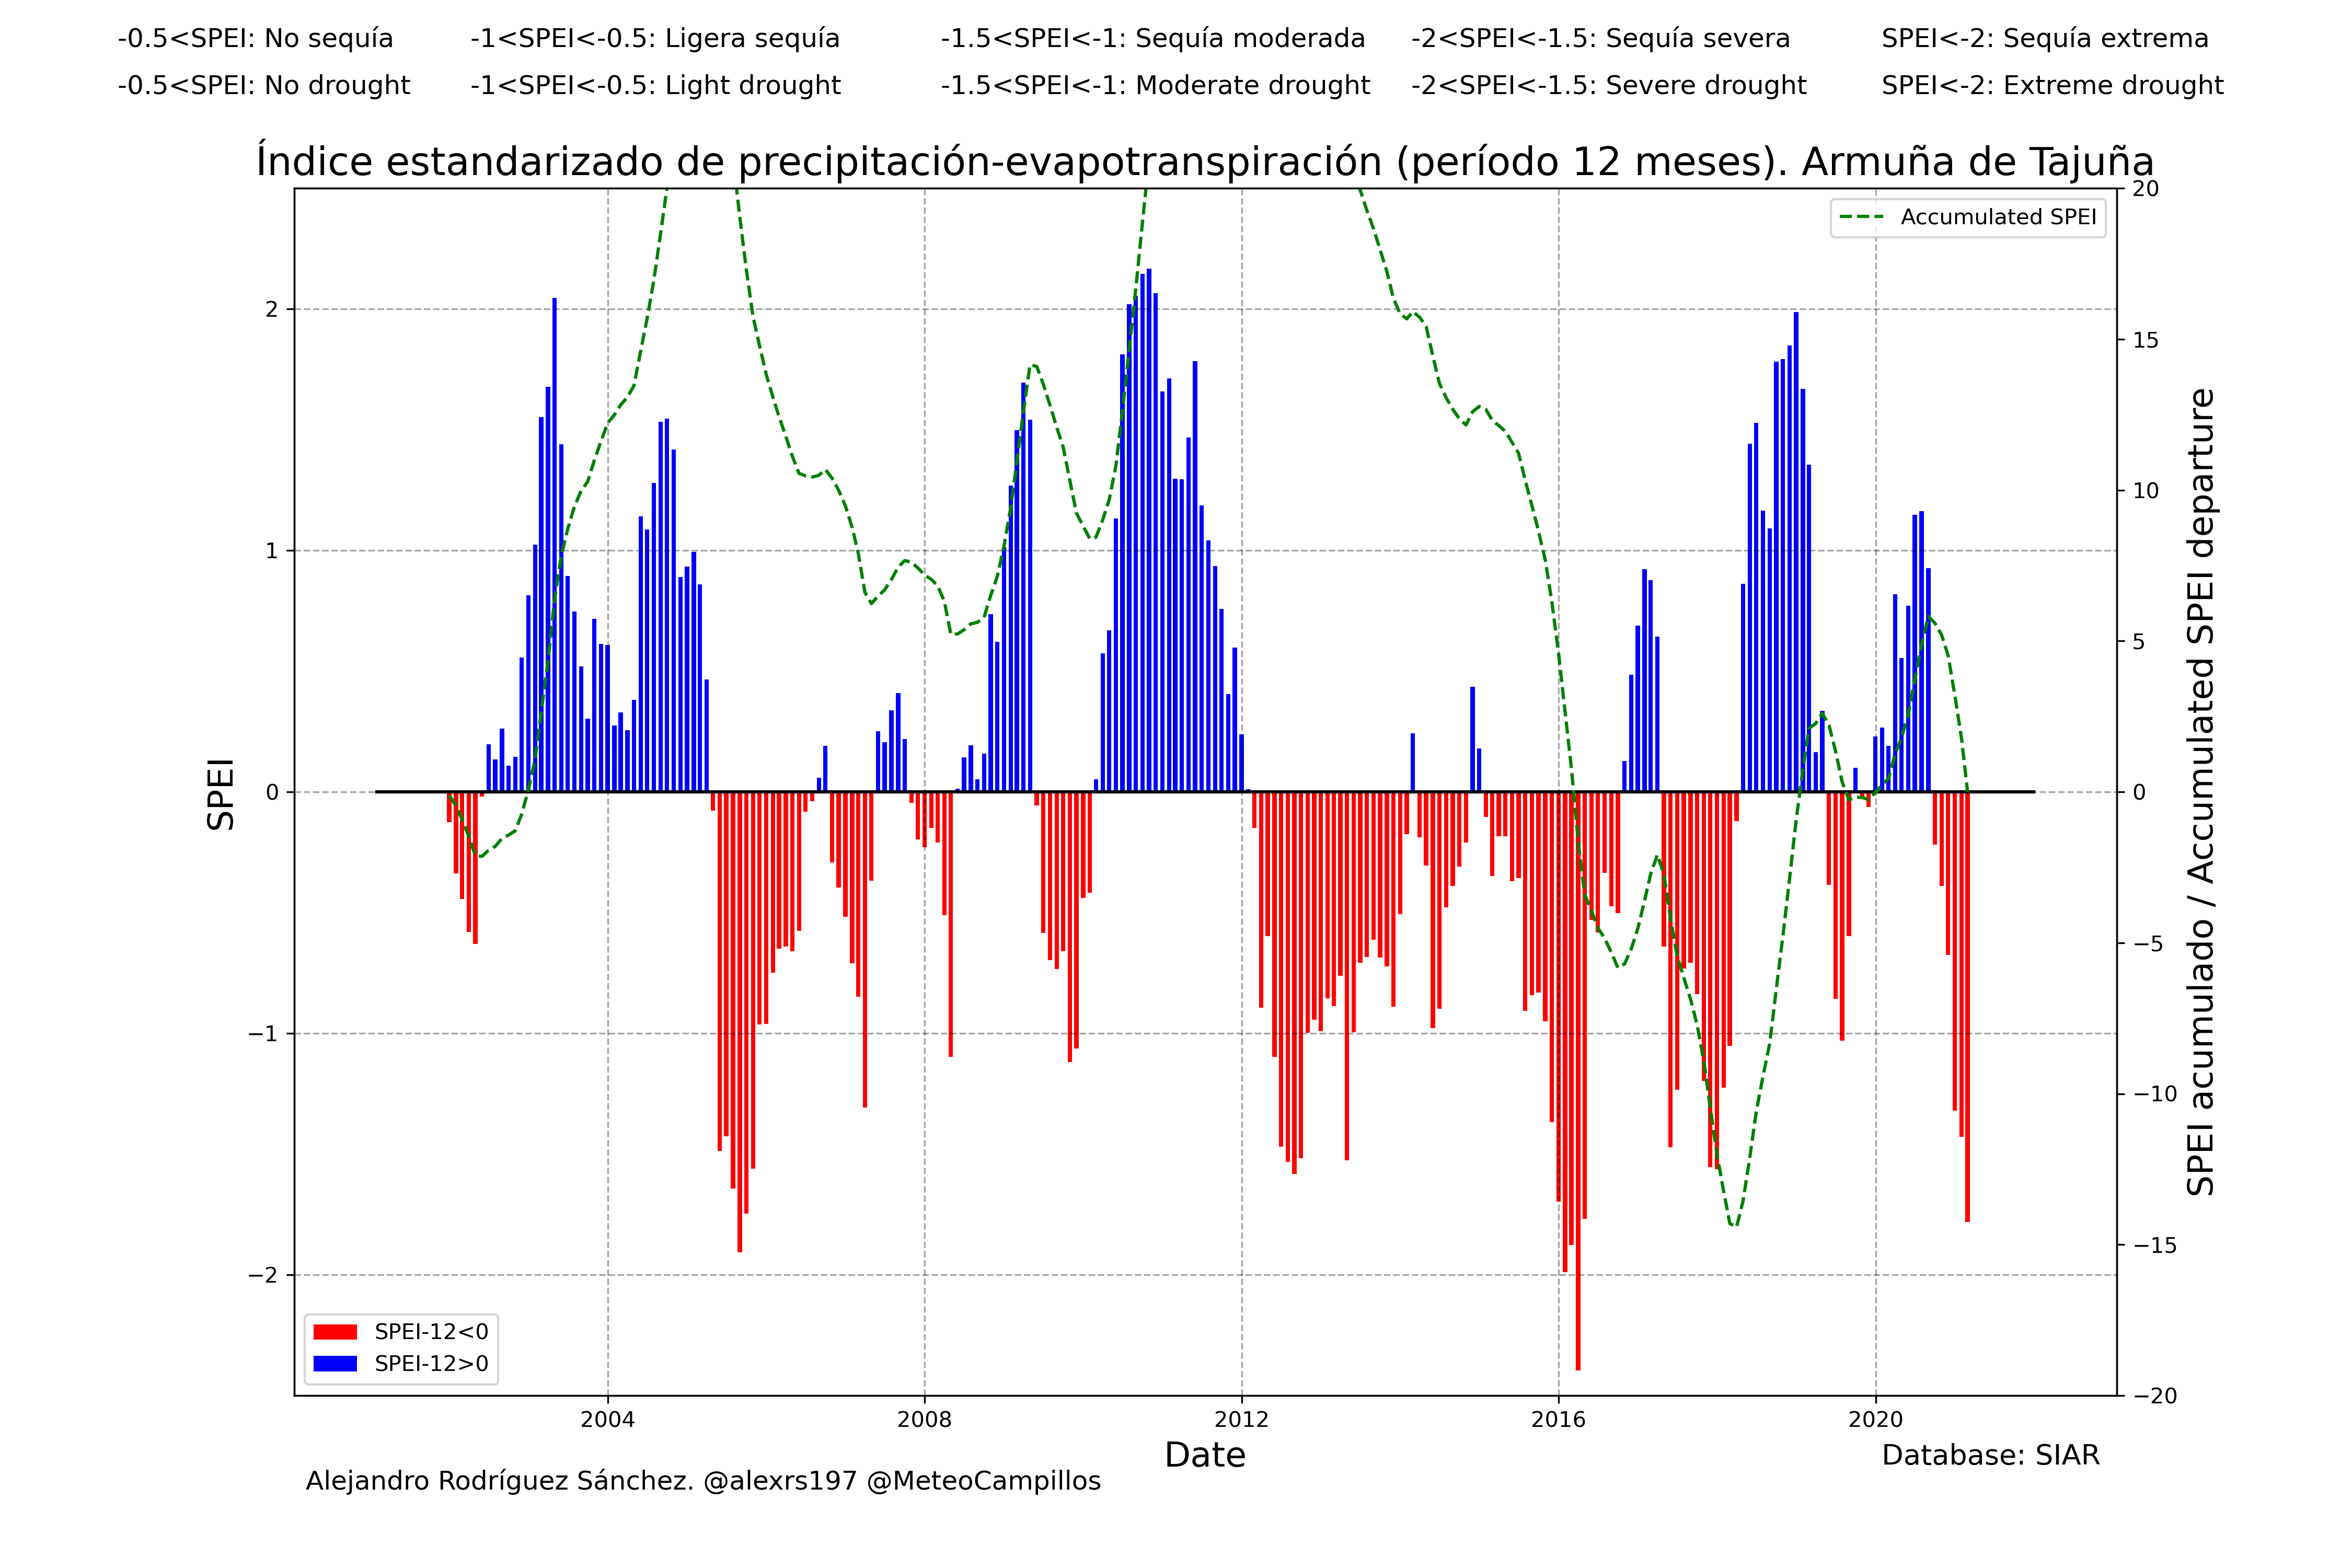 -0.5<SPEI: No sequía -1<SPEI<-0.5: Ligera sequía -1.5<SPEI<-1: Sequía moderada -2<SPEI<-1.5: Sequía severa SPEI<-2: Sequía extrema
-0.5<SPEI: No drought -1<SPEI<-0.5: Light drought -1.5<SPEI<-1: Moderate drought -2<SPEI<-1.5: Severe drought SPEI<-2: Extreme drought
Índice estandarizado de precipitación-evapotranspiración (período 12 meses). Armuña de Tajuña
Accumulated SPEI
2
1
0
−1
−2
SPEI
20
15
10
5
0
−5
−10
−15
−20
SPEI acumulado / Accumulated SPEI departure
SPEI-12<0
SPEI-12>0
2004 2008 2012 2016 2020
Date
Database: SIAR
Alejandro Rodríguez Sánchez. @alexrs197 @MeteoCampillos